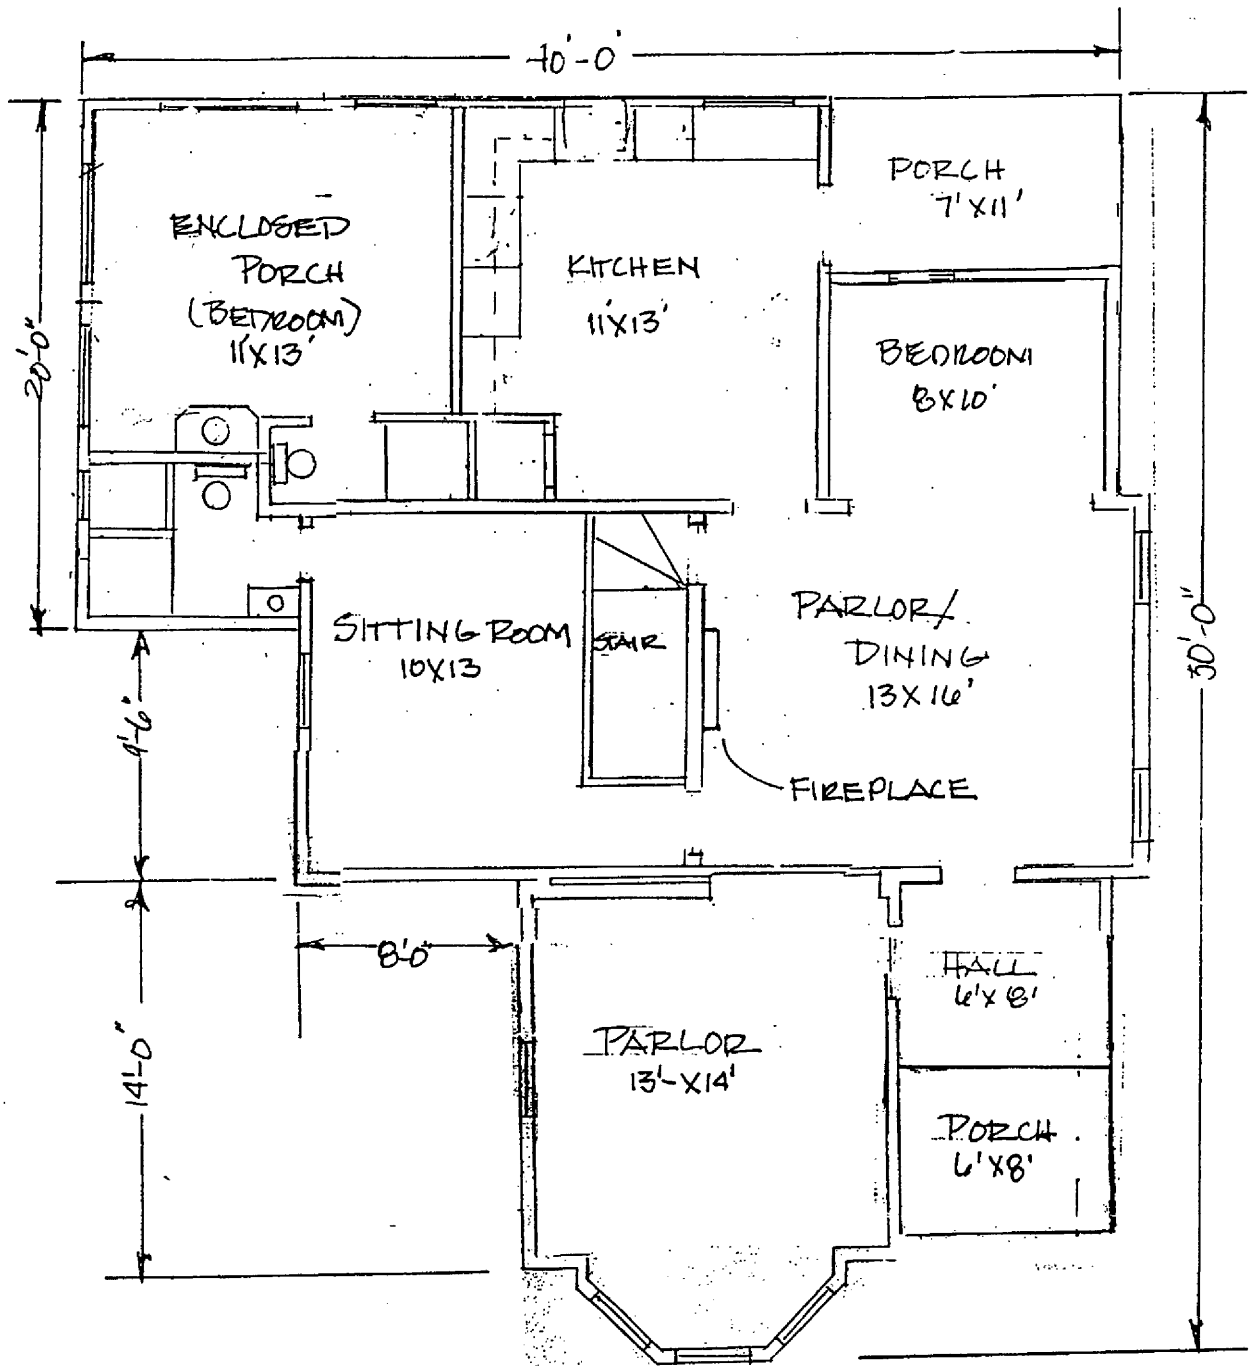 40'-0"
PORCH
7'X11'
ENCLOSED
PORCH
(BEDROOM)
11'X13'
KITCHEN
11'X13'
20'-0"
BEDROOM
8X10'
SITTING ROOM
10X13
STAIR
PARLOR/
DINING
13X16'
50'-0"
9'-6"
FIREPLACE
8'-0"
HALL
6'X8'
PARLOR
13'-X14'
14'-0"
PORCH
6'X8'